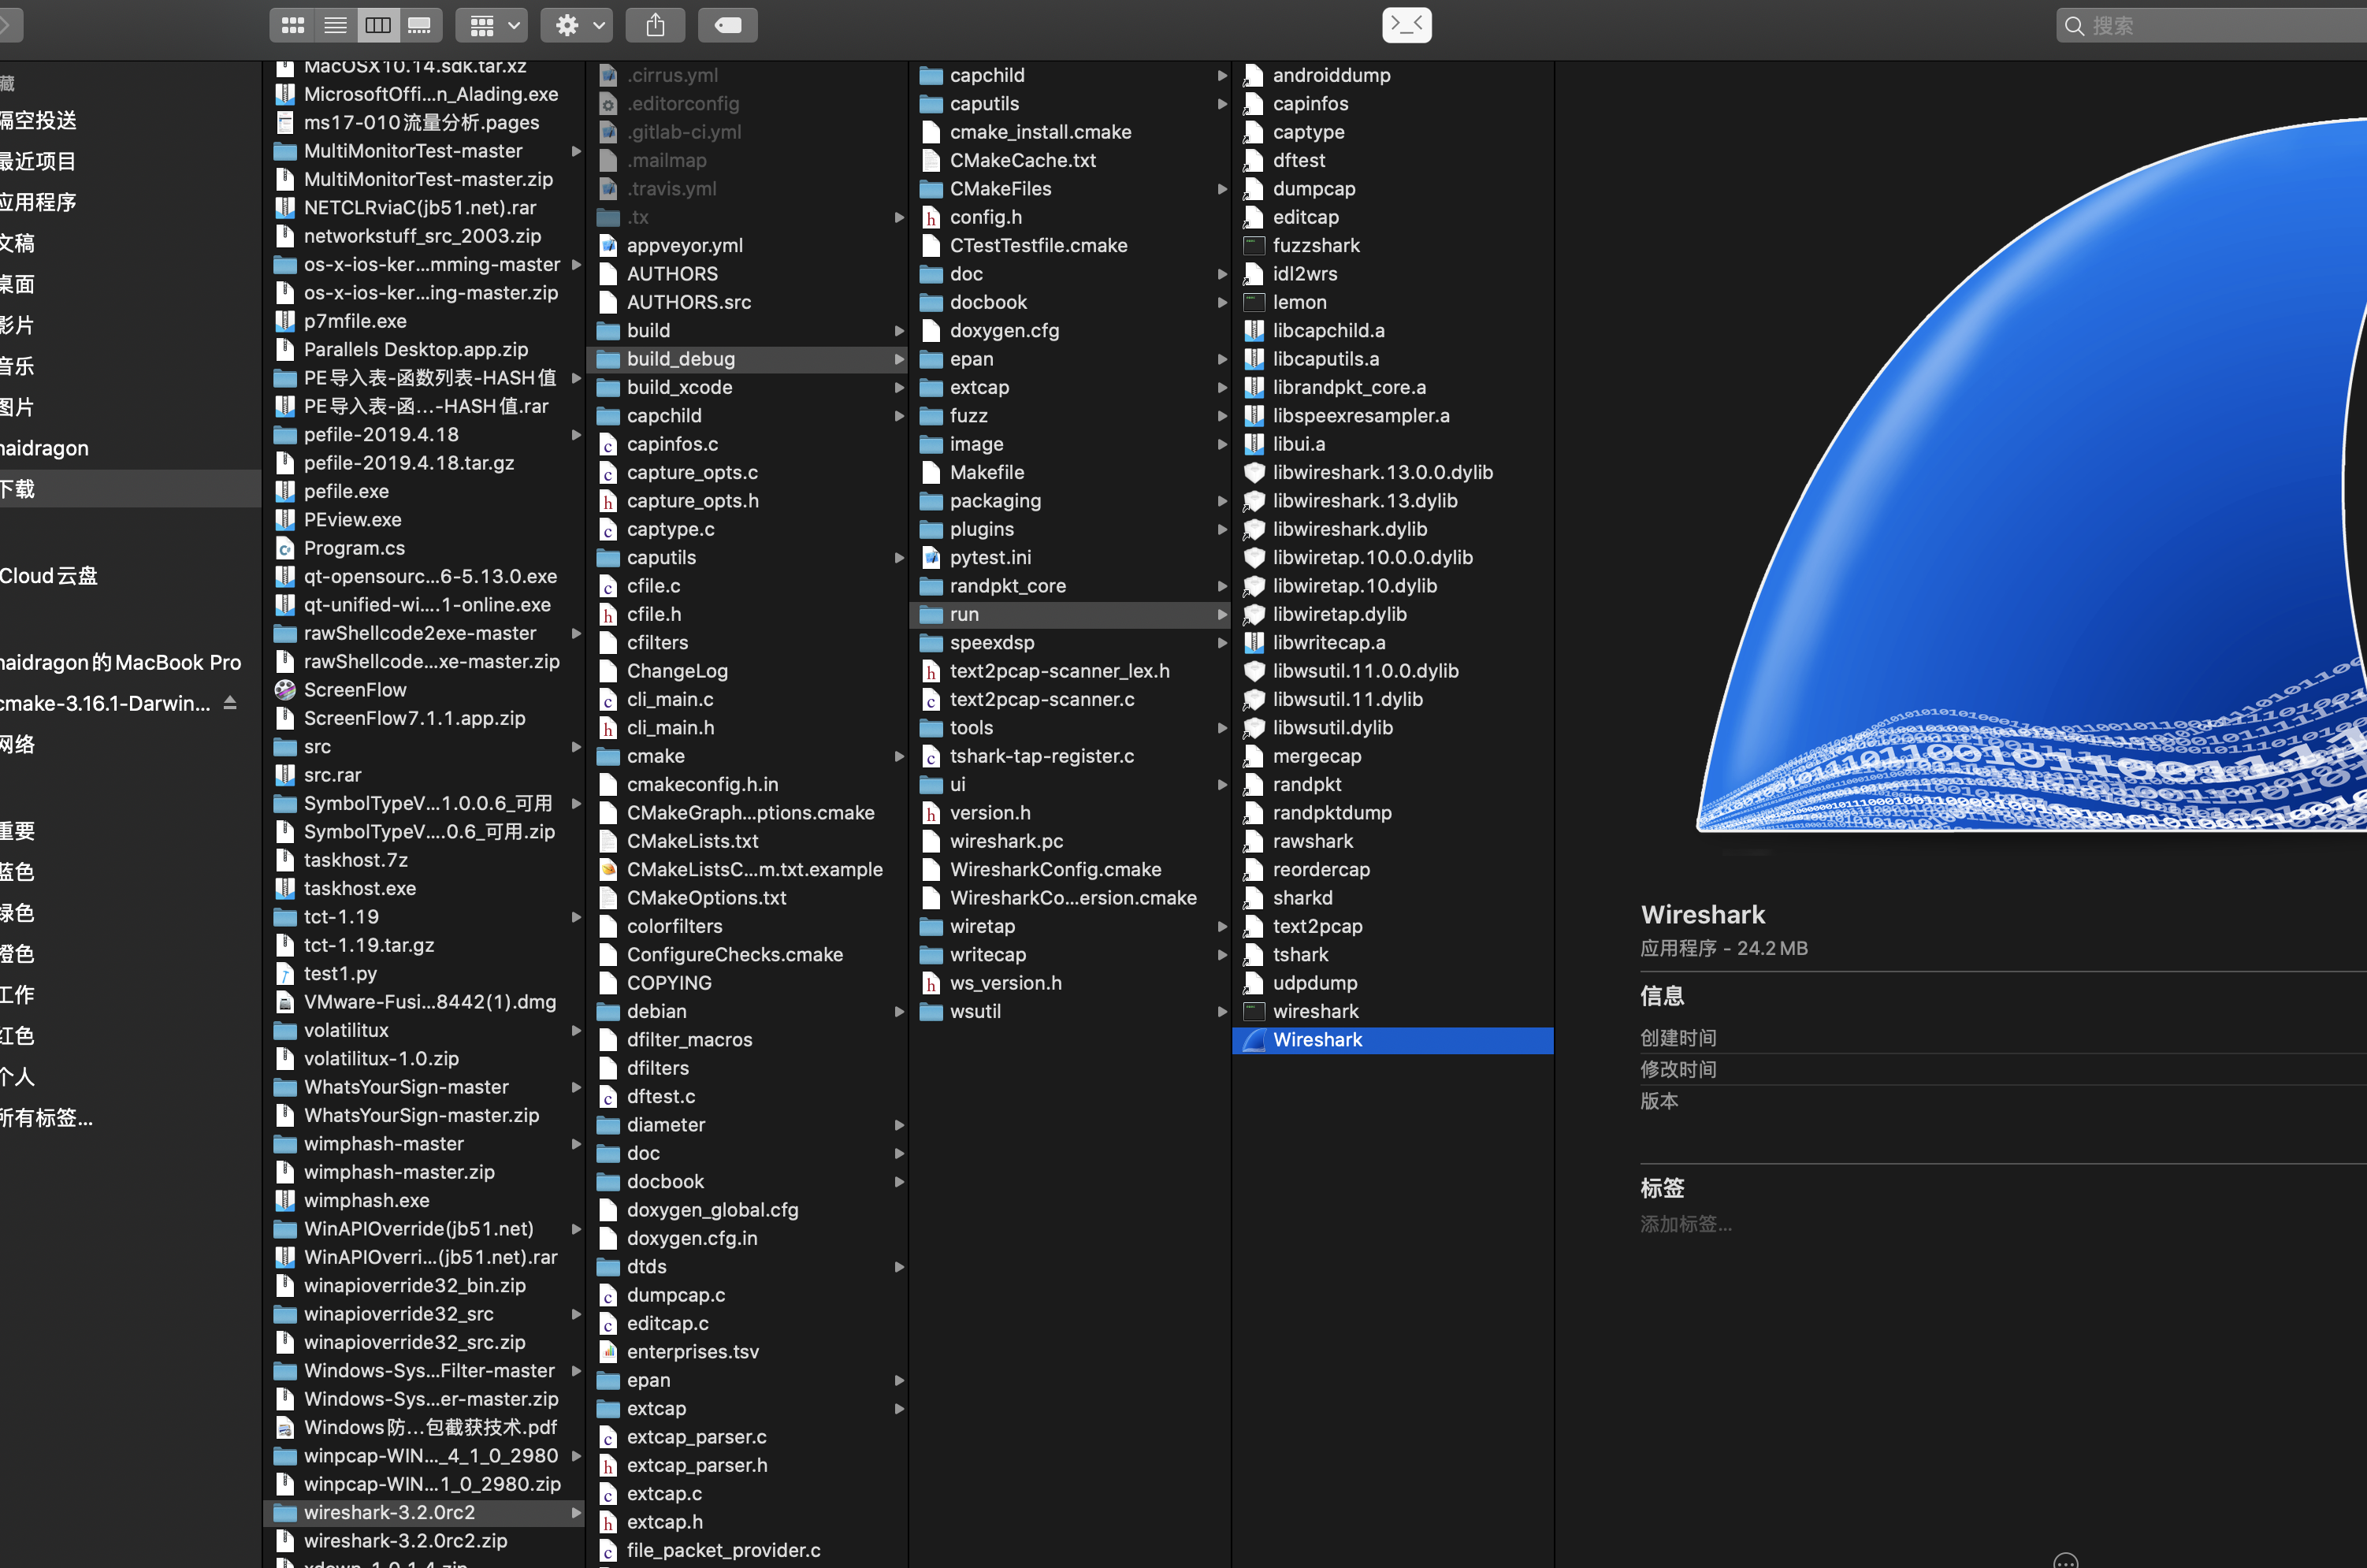 搜索
藏
隔空投送
最近项目
应用程序
文稿
桌面
影片
音乐
图片
naidragon
下载
Cloud云盘
naidragon的MacBook Pro
cmake-3.16.1-Darwin...
网络
重要
蓝色
绿色
橙色
工作
红色
个人
所有标签...
MacOSX10.14.sdk.tar.xz
MicrosoftOffi...n_Alading.exe
ms17-010流量分析.pages
MultiMonitorTest-master
MultiMonitorTest-master.zip
NETCLRviaC(jb51.net).rar
networkstuff_src_2003.zip
os-x-ios-ker...mming-master
os-x-ios-ker...ing-master.zip
p7mfile.exe
Parallels Desktop.app.zip
PE导入表-函数列表-HASH值
PE导入表-函...-HASH值.rar
pefile-2019.4.18
pefile-2019.4.18.tar.gz
pefile.exe
PEview.exe
Program.cs
qt-opensourc...6-5.13.0.exe
qt-unified-wi....1-online.exe
rawShellcode2exe-master
rawShellcode...xe-master.zip
ScreenFlow
ScreenFlow7.1.1.app.zip
src
src.rar
SymbolTypeV...1.0.0.6_可用
SymbolTypeV....0.6_可用.zip
taskhost.7z
taskhost.exe
tct-1.19
tct-1.19.tar.gz
test1.py
VMware-Fusi...8442(1).dmg
volatilitux
volatilitux-1.0.zip
WhatsYourSign-master
WhatsYourSign-master.zip
wimphash-master
wimphash-master.zip
wimphash.exe
WinAPIOverride(jb51.net)
WinAPIOverri...(jb51.net).rar
winapioverride32_bin.zip
winapioverride32_src
winapioverride32_src.zip
Windows-Sys...Filter-master
Windows-Sys...er-master.zip
Windows防...包截获技术.pdf
winpcap-WIN..._4_1_0_2980
winpcap-WIN...1_0_2980.zip
wireshark-3.2.0rc2
wireshark-3.2.0rc2.zip
.cirrus.yml
.editorconfig
.gitlab-ci.yml
.mailmap
.travis.yml
.tx
appveyor.yml
AUTHORS
AUTHORS.src
build
build_debug
build_xcode
capchild
capinfos.c
capture_opts.c
capture_opts.h
captype.c
caputils
cfile.c
cfile.h
cfilters
ChangeLog
cli_main.c
cli_main.h
cmake
cmakeconfig.h.in
CMakeGraph...ptions.cmake
CMakeLists.txt
CMakeListsC...m.txt.example
CMakeOptions.txt
colorfilters
ConfigureChecks.cmake
COPYING
debian
dfilter_macros
dfilters
dftest.c
diameter
doc
docbook
doxygen_global.cfg
doxygen.cfg.in
dtds
dumpcap.c
editcap.c
enterprises.tsv
epan
extcap
extcap_parser.c
extcap_parser.h
extcap.c
extcap.h
file_packet_provider.c
capchild
caputils
cmake_install.cmake
CMakeCache.txt
CMakeFiles
config.h
CTestTestfile.cmake
doc
docbook
doxygen.cfg
epan
extcap
fuzz
image
Makefile
packaging
plugins
pytest.ini
randpkt_core
run
speexdsp
text2pcap-scanner_lex.h
text2pcap-scanner.c
tools
tshark-tap-register.c
ui
version.h
wireshark.pc
WiresharkConfig.cmake
WiresharkCo...ersion.cmake
wiretap
writecap
ws_version.h
wsutil
androiddump
capinfos
captype
dftest
dumpcap
editcap
fuzzshark
idl2wrs
lemon
libcapchild.a
libcaputils.a
librandpkt_core.a
libspeexresampler.a
libui.a
libwireshark.13.0.0.dylib
libwireshark.13.dylib
libwireshark.dylib
libwiretap.10.0.0.dylib
libwiretap.10.dylib
libwiretap.dylib
libwritecap.a
libwsutil.11.0.0.dylib
libwsutil.11.dylib
libwsutil.dylib
mergecap
randpkt
randpktdump
rawshark
reordercap
sharkd
text2pcap
tshark
udpdump
wireshark
Wireshark
Wireshark
应用程序 - 24.2 MB
信息
创建时间
修改时间
版本
标签
添加标签...